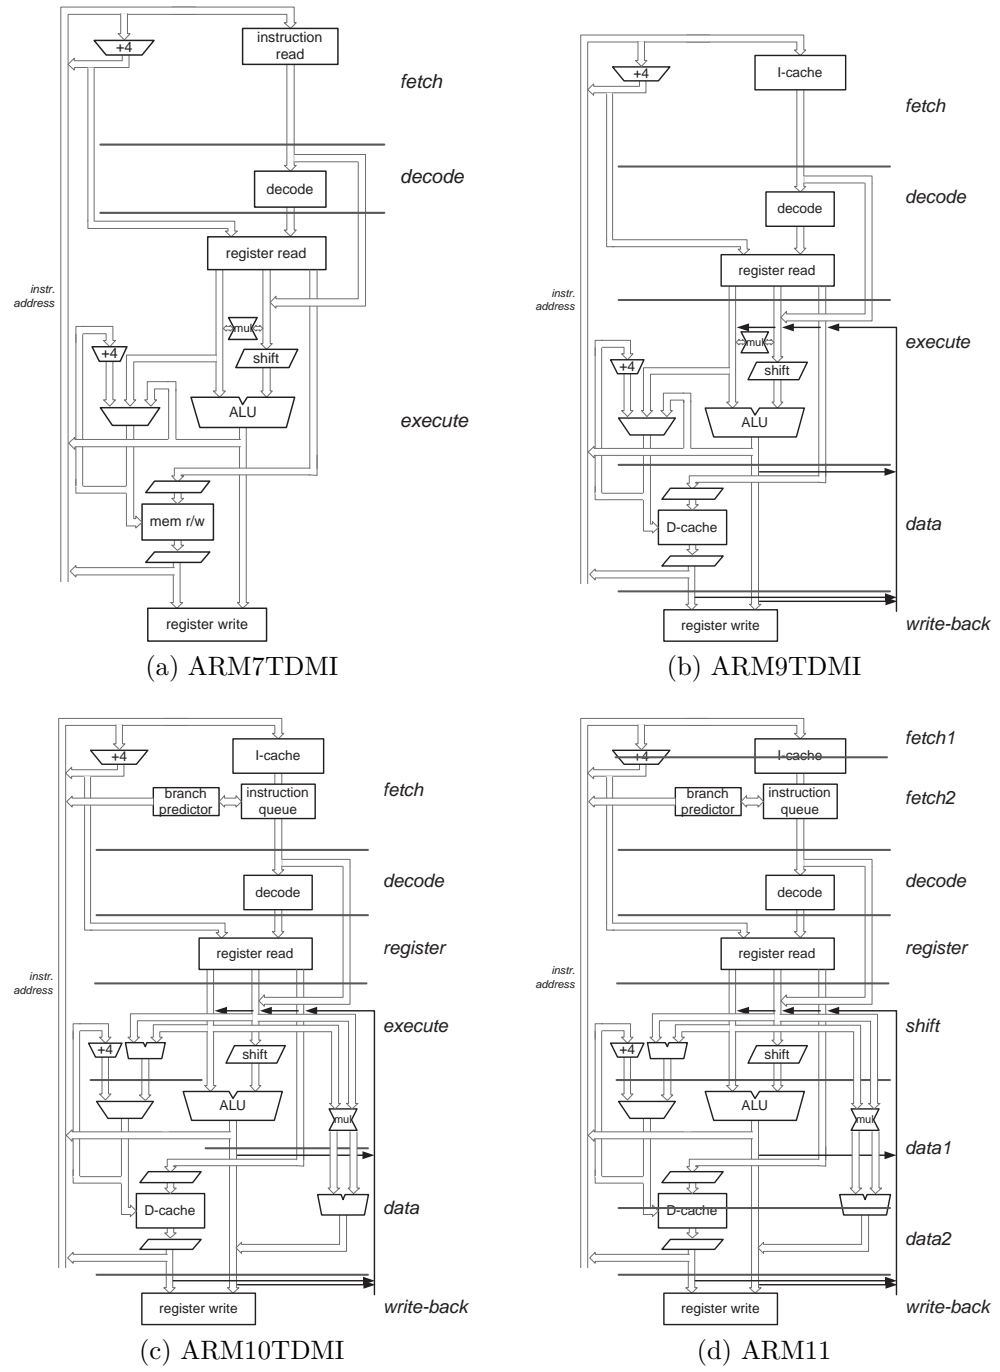 +4
instruction
read
fetch
decode
decode
register read
instr.
address
mul
+4
shift
ALU
execute
mem r/w
register write
(a) ARM7TDMI
+4
I-cache
fetch
decode
decode
register read
instr.
address
execute
mul
+4
shift
ALU
D-cache
data
register write
write-back
(b) ARM9TDMI
+4
I-cache
fetch
branch
predictor
instruction
queue
decode
decode
register read
register
instr.
address
execute
+4
shift
ALU
mul
D-cache
data
register write
write-back
(c) ARM10TDMI
fetch1
+4
I-cache
branch
predictor
instruction
queue
fetch2
decode
decode
register read
register
instr.
address
shift
+4
shift
ALU
mul
data1
D-cache
data2
register write
write-back
(d) ARM11